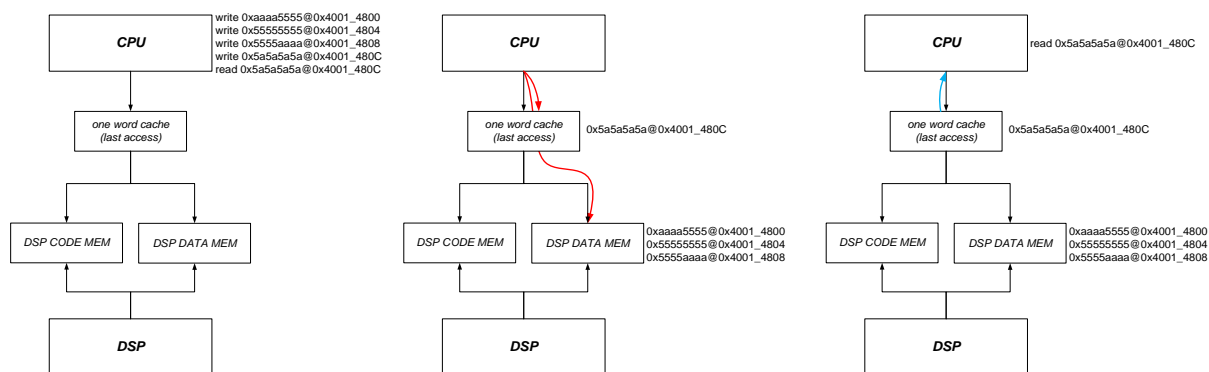 write 0xaaaa5555@0x4001_4800
write 0x55555555@0x4001_4804
write 0x5555aaaa@0x4001_4808
write 0x5a5a5a5a@0x4001_480C
read 0x5a5a5a5a@0x4001_480C
CPU
one word cache
(last access)
DSP CODE MEM
DSP DATA MEM
DSP
CPU
one word cache
(last access)
0x5a5a5a5a@0x4001_480C
DSP CODE MEM
DSP DATA MEM
0xaaaa5555@0x4001_4800
0x55555555@0x4001_4804
0x5555aaaa@0x4001_4808
DSP
CPU
read 0x5a5a5a5a@0x4001_480C
one word cache
(last access)
0x5a5a5a5a@0x4001_480C
DSP CODE MEM
DSP DATA MEM
0xaaaa5555@0x4001_4800
0x55555555@0x4001_4804
0x5555aaaa@0x4001_4808
DSP